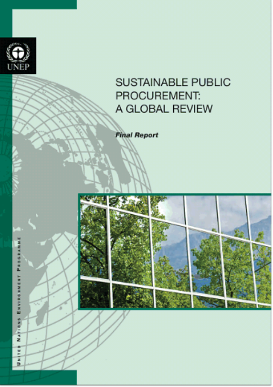 UNEP
SUSTAINABLE PUBLIC
PROCUREMENT:
A GLOBAL REVIEW
Final Report
UNITED NATIONS ENVIRONMENT PROGRAMME